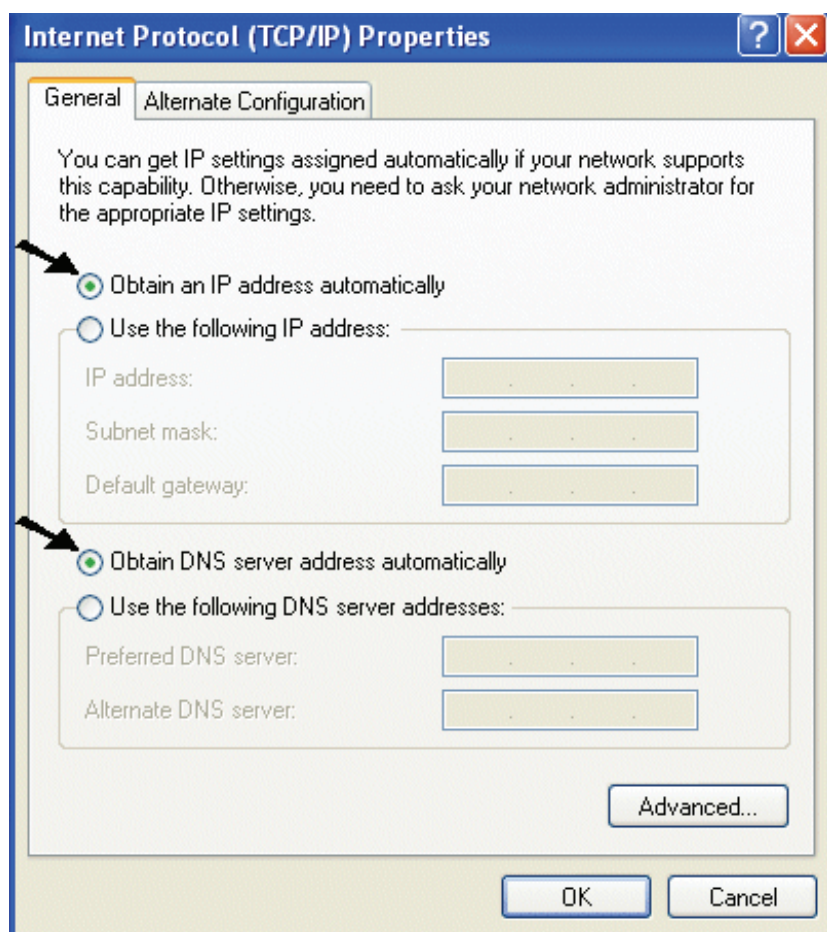 Internet Protocol (TCP/IP) Properties
?
General
Alternate Configuration
You can get IP settings assigned automatically if your network supports
this capability. Otherwise, you need to ask your network administrator for
the appropriate IP settings.
Obtain an IP address automatically
Use the following IP address:
IP address:
Subnet mask:
Default gateway:
Obtain DNS server address automatically
Use the following DNS server addresses:
Preferred DNS server:
Alternate DNS server:
Advanced...
OK
Cancel